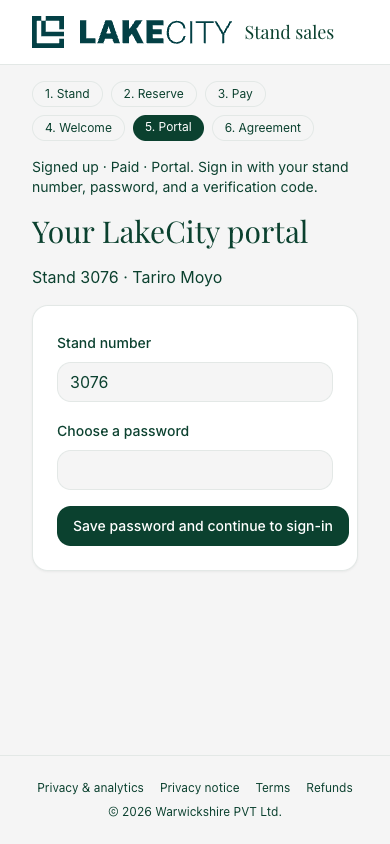 LAKECITY Stand sales
1. Stand 2. Reserve 3. Pay
4. Welcome 5. Portal 6. Agreement
Signed up · Paid · Portal. Sign in with your stand
number, password, and a verification code.
Your LakeCity portal
Stand 3076 · Tariro Moyo
Stand number
3076
Choose a password
Save password and continue to sign-in
Privacy & analytics Privacy notice Terms Refunds
© 2026 Warwickshire PVT Ltd.